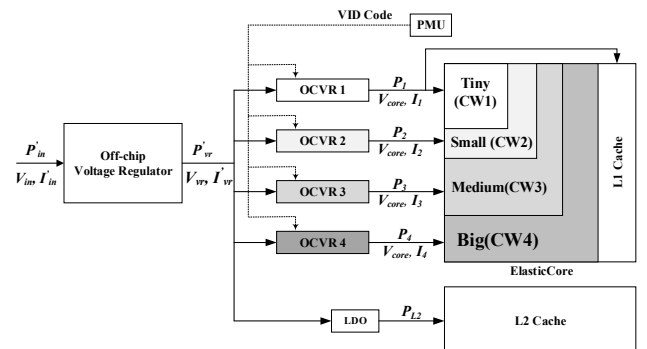 VID Code
PMU
OCVR 1
P1
Vcore, I1
Tiny
(CW1)
L1 Cache
OCVR 2
P2
Vcore, I2
Small (CW2)
P'in
Vin, I'in
Off-chip
Voltage Regulator
P'vr
Vvr, I'vr
OCVR 3
P3
Vcore, I3
Medium(CW3)
OCVR 4
P4
Vcore, I4
Big(CW4)
ElasticCore
LDO
PL2
L2 Cache